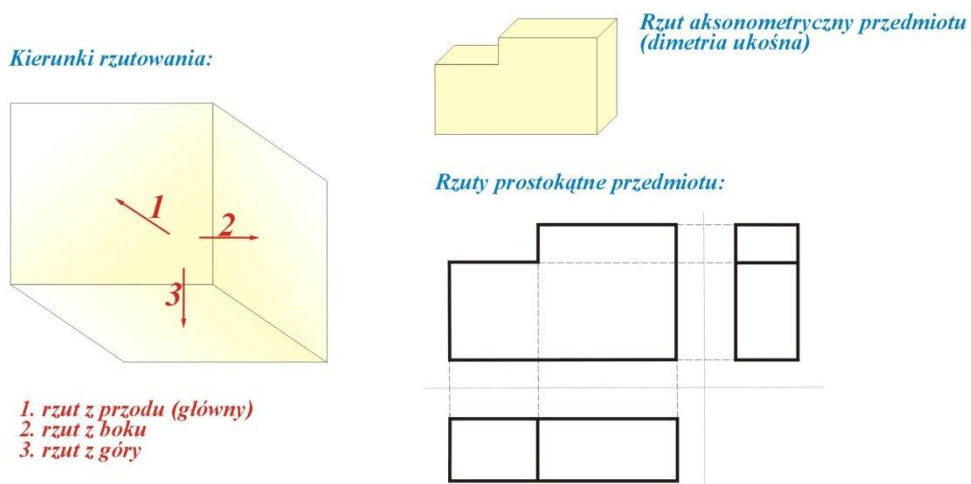 Kierunki rzutowania:
1
2
3
1. rzut z przodu (główny)
2. rzut z boku
3. rzut z góry
Rzut aksonometryczny przedmiotu
(dimetria ukośna)
Rzuty prostokątne przedmiotu: